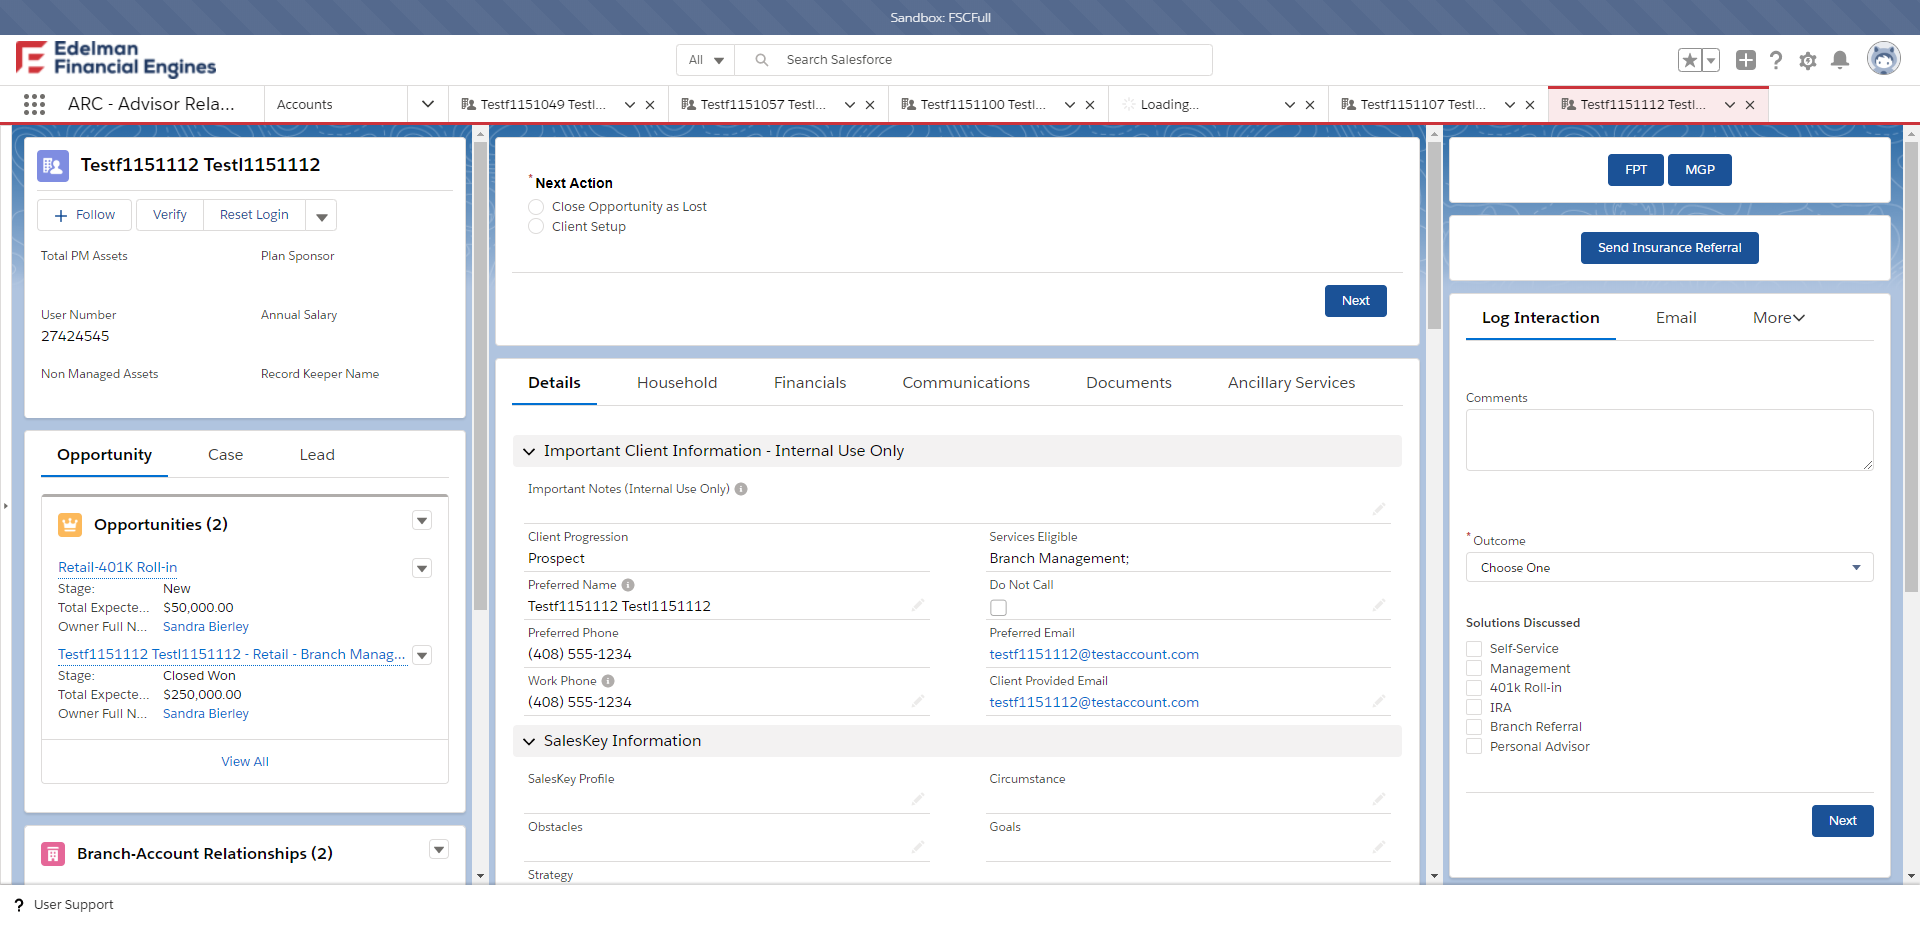 Sandbox: FSCFull
Edelman
Financial Engines
All
Search Salesforce
ARC - Advisor Rela...
Accounts
Testf1151049 Testl...
Testf1151057 Testl...
Testf1151100 Testl...
Loading...
Testf1151107 Testl...
Testf1151112 Testl...
Testf1151112 Testl1151112
Follow
Verify
Reset Login
Total PM Assets
Plan Sponsor
User Number
27424545
Annual Salary
Non Managed Assets
Record Keeper Name
Opportunity
Case
Lead
Opportunities (2)
Retail-401K Roll-in
Stage: New
Total Expecte... $50,000.00
Owner Full N... Sandra Bierley
Testf1151112 Testl1151112 - Retail - Branch Manag...
Stage: Closed Won
Total Expecte... $250,000.00
Owner Full N... Sandra Bierley
View All
Branch-Account Relationships (2)
* Next Action
Close Opportunity as Lost
Client Setup
Next
Details
Household
Financials
Communications
Documents
Ancillary Services
Important Client Information - Internal Use Only
Important Notes (Internal Use Only)
Client Progression
Prospect
Services Eligible
Branch Management;
Preferred Name
Testf1151112 Testl1151112
Do Not Call
Preferred Phone
(408) 555-1234
Preferred Email
testf1151112@testaccount.com
Work Phone
(408) 555-1234
Client Provided Email
testf1151112@testaccount.com
SalesKey Information
SalesKey Profile
Circumstance
Obstacles
Goals
Strategy
FPT
MGP
Send Insurance Referral
Log Interaction
Email
More
Comments
* Outcome
Choose One
Solutions Discussed
Self-Service
Management
401k Roll-in
IRA
Branch Referral
Personal Advisor
Next
? User Support